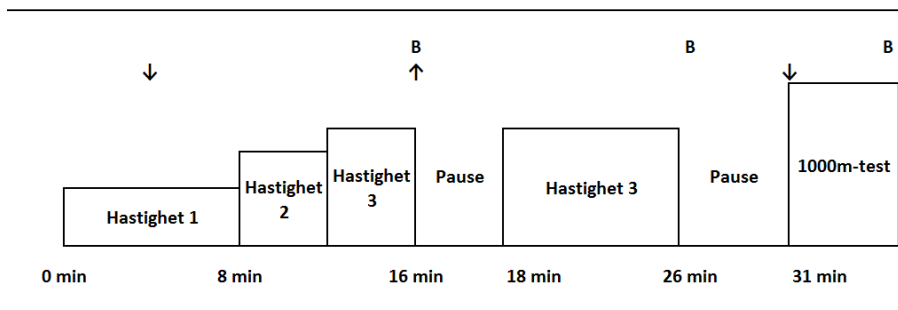 B
B
B
↓
↑
↓
Hastighet 1
Hastighet
2
Hastighet
3
Pause
Hastighet 3
Pause
1000m-test
0 min
8 min
16 min
18 min
26 min
31 min